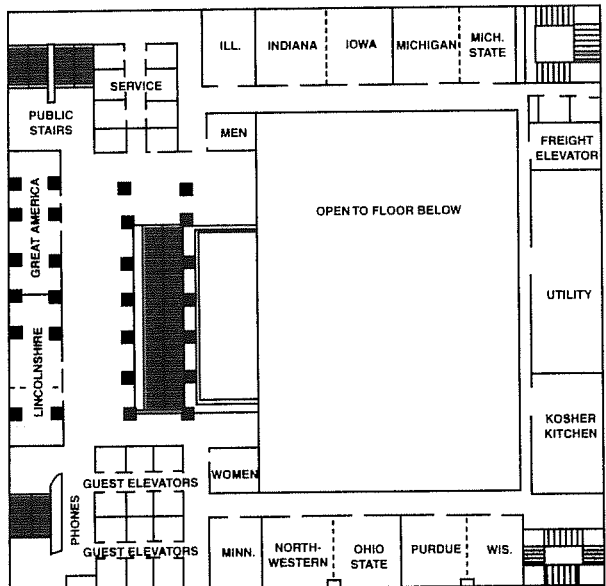 ILL.
INDIANA
IOWA
MICHIGAN
MICH.
STATE
SERVICE
PUBLIC
STAIRS
MEN
FREIGHT
ELEVATOR
GREAT AMERICA
OPEN TO FLOOR BELOW
UTILITY
LINCOLNSHIRE
KOSHER
KITCHEN
WOMEN
GUEST ELEVATORS
PHONES
GUEST ELEVATORS
MINN.
NORTH-
WESTERN
OHIO
STATE
PURDUE
WIS.